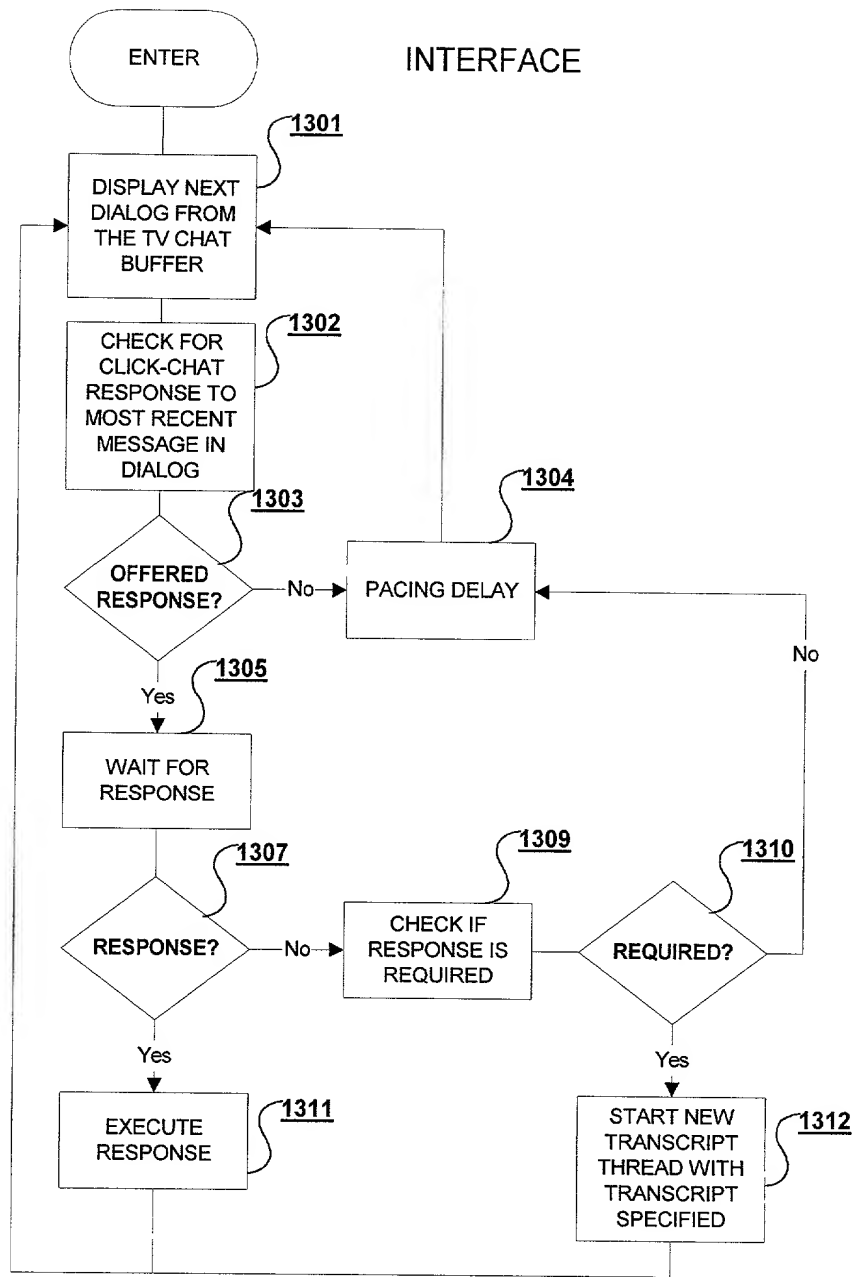 ENTER
INTERFACE
1301
DISPLAY NEXT
DIALOG FROM
THE TV CHAT
BUFFER
1302
CHECK FOR
CLICK-CHAT
RESPONSE TO
MOST RECENT
MESSAGE IN
DIALOG
1303
1304
OFFERED
RESPONSE?
No
PACING DELAY
No
Yes
1305
WAIT FOR
RESPONSE
1307
1309
1310
RESPONSE?
No
CHECK IF
RESPONSE IS
REQUIRED
REQUIRED?
Yes
Yes
1311
EXECUTE
RESPONSE
1312
START NEW
TRANSCRIPT
THREAD WITH
TRANSCRIPT
SPECIFIED